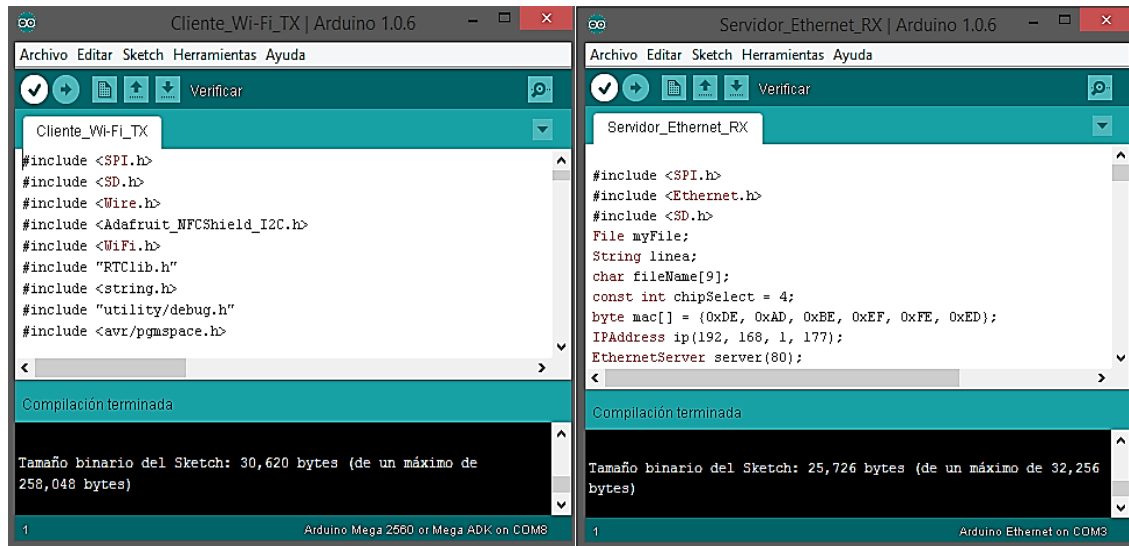 Cliente_Wi-Fi_TX | Arduino 1.0.6
Archivo Editar Sketch Herramientas Ayuda
Verificar
Cliente_Wi-Fi_TX
#include <SPI.h>
#include <SD.h>
#include <Wire.h>
#include <Adafruit_NFCShield_I2C.h>
#include <WiFi.h>
#include "RTClib.h"
#include <string.h>
#include "utility/debug.h"
#include <avr/pgmspace.h>
Compilación terminada
Tamaño binario del Sketch: 30,620 bytes (de un máximo de
258,048 bytes)
1
Arduino Mega 2560 or Mega ADK on COM8
Servidor_Ethernet_RX | Arduino 1.0.6
Archivo Editar Sketch Herramientas Ayuda
Verificar
Servidor_Ethernet_RX
#include <SPI.h>
#include <Ethernet.h>
#include <SD.h>
File myFile;
String linea;
char fileName[9];
const int chipSelect = 4;
byte mac[] = {0xDE, 0xAD, 0xBE, 0xEF, 0xFE, 0xED};
IPAddress ip(192, 168, 1, 177);
EthernetServer server(80);
Compilación terminada
Tamaño binario del Sketch: 25,726 bytes (de un máximo de 32,256
bytes)
1
Arduino Ethernet on COM3